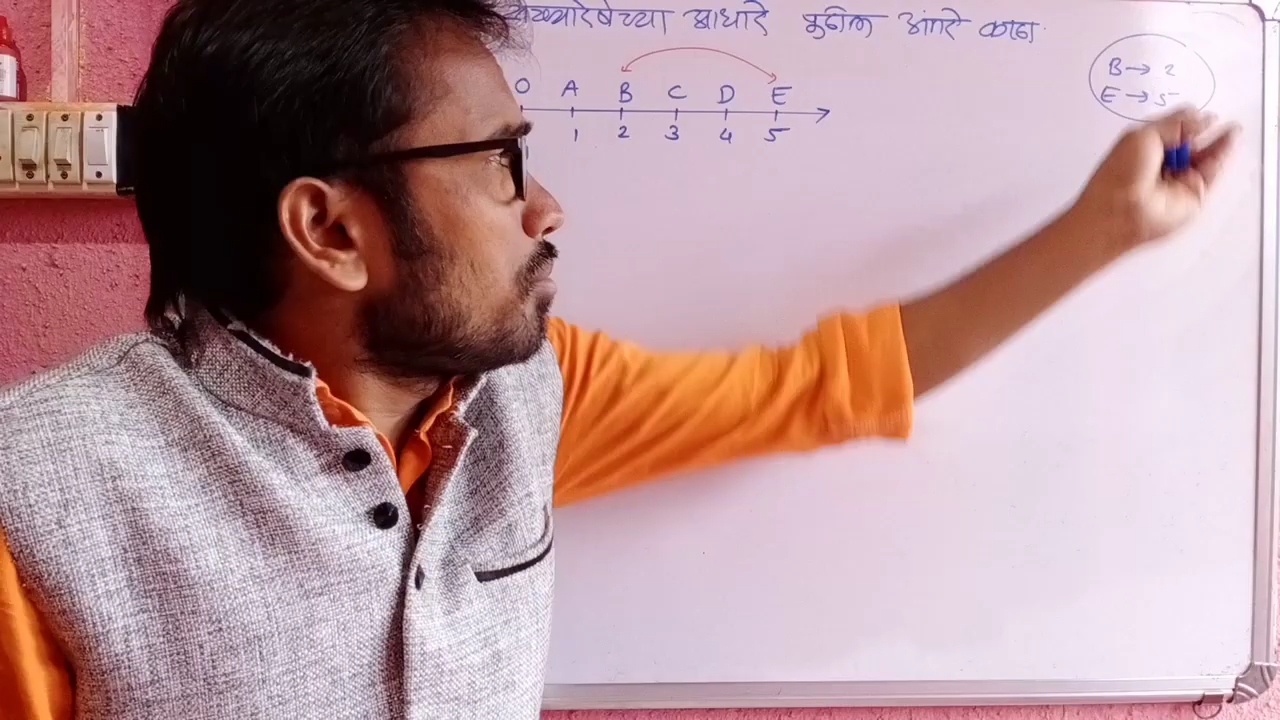 संख्यारेषेच्या आधारे पुढील अंतरे काढा.
O A B C D E
1 2 3 4 5
B → 2
E → 5